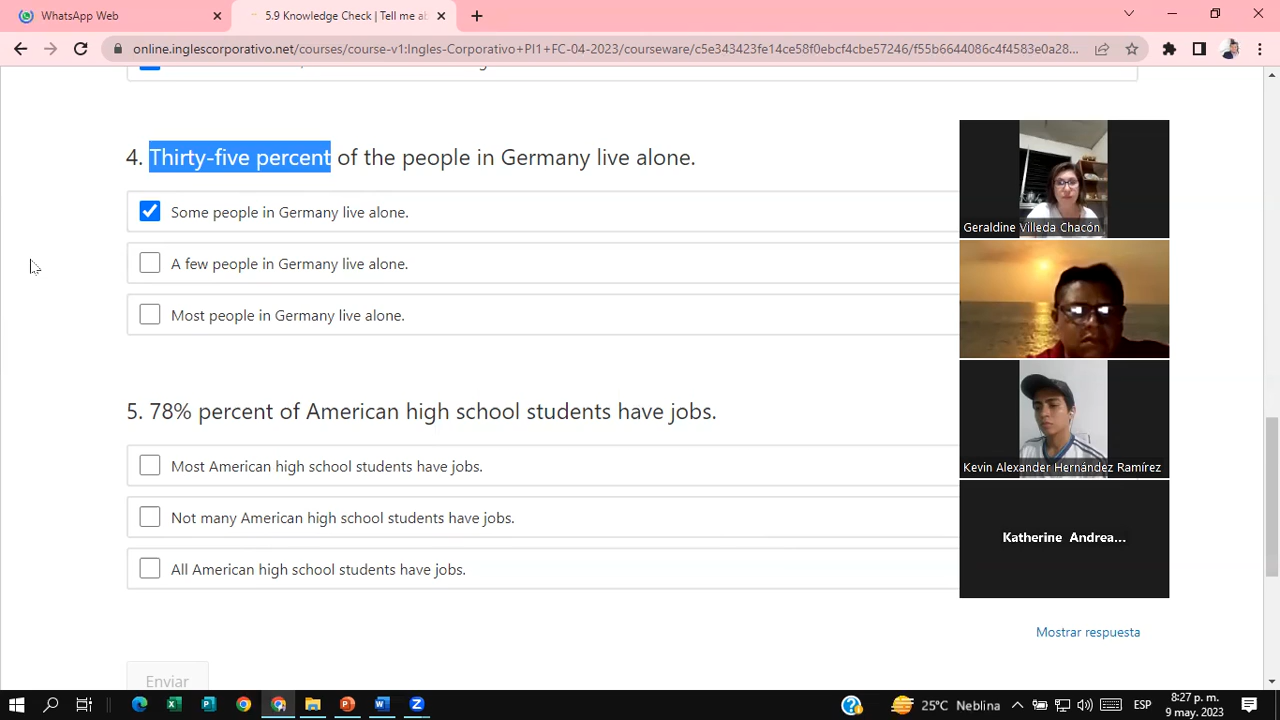 WhatsApp Web
5.9 Knowledge Check | Tell me ab
online.inglescorporativo.net/courses/course-v1:Ingles-Corporativo+PI1+FC-04-2023/courseware/c5e343423fe14ce58f0ebcf4cbe57246/f55b6644086c4f4583e0a28...
4. Thirty-five percent of the people in Germany live alone.
Some people in Germany live alone.
A few people in Germany live alone.
Most people in Germany live alone.
5. 78% percent of American high school students have jobs.
Most American high school students have jobs.
Not many American high school students have jobs.
All American high school students have jobs.
Geraldine Villeda Chacón
Kevin Alexander Hernández Ramírez
Katherine Andrea...
Mostrar respuesta
Enviar
25°C Neblina
ESP
8:27 p. m.
9 may. 2023